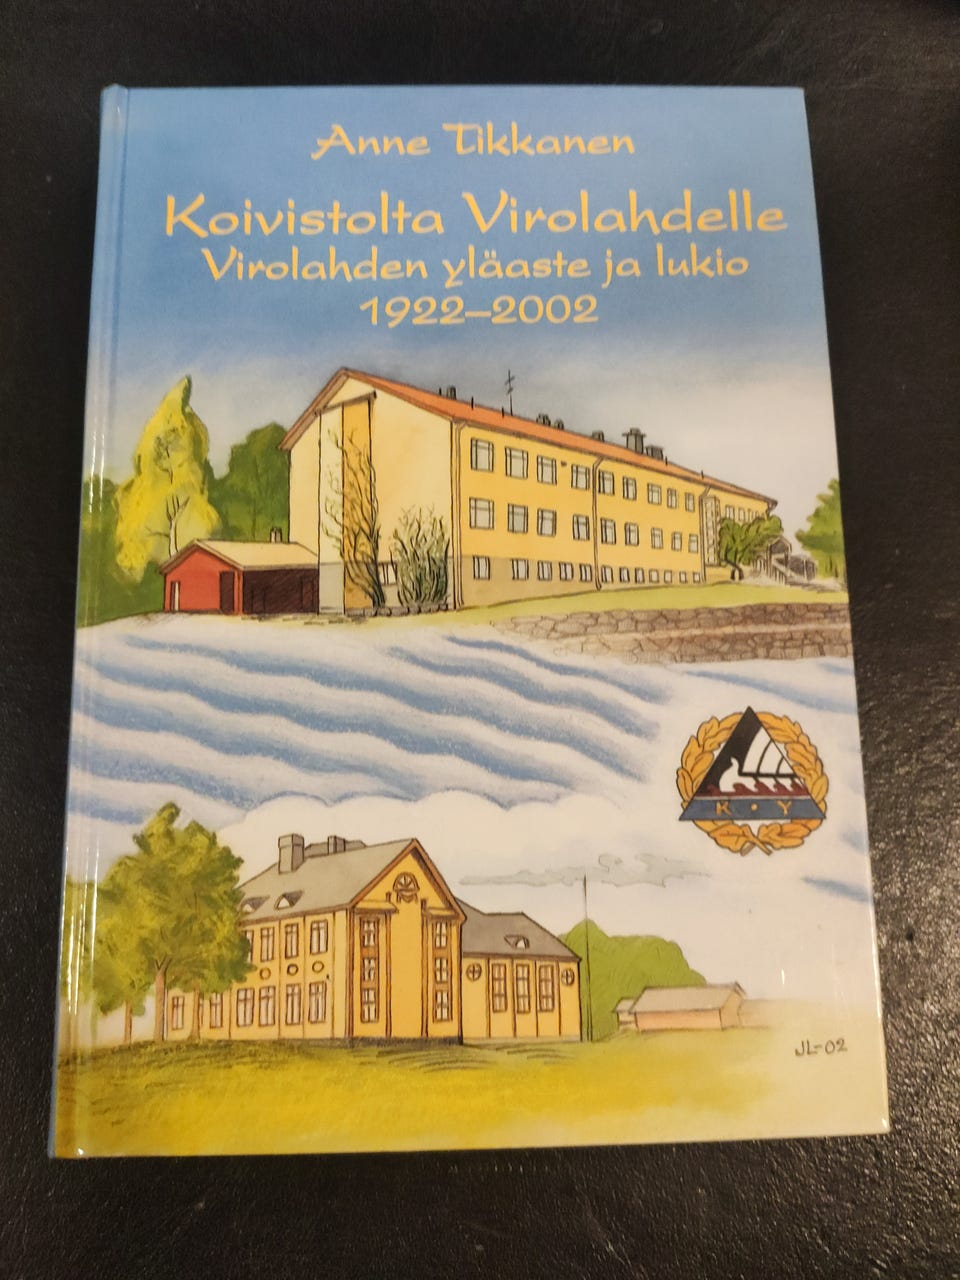 Anne Tikkanen
Koivistolta Virolahdelle
Virolahden yläaste ja lukio
1922–2002
K • Y
JL-02